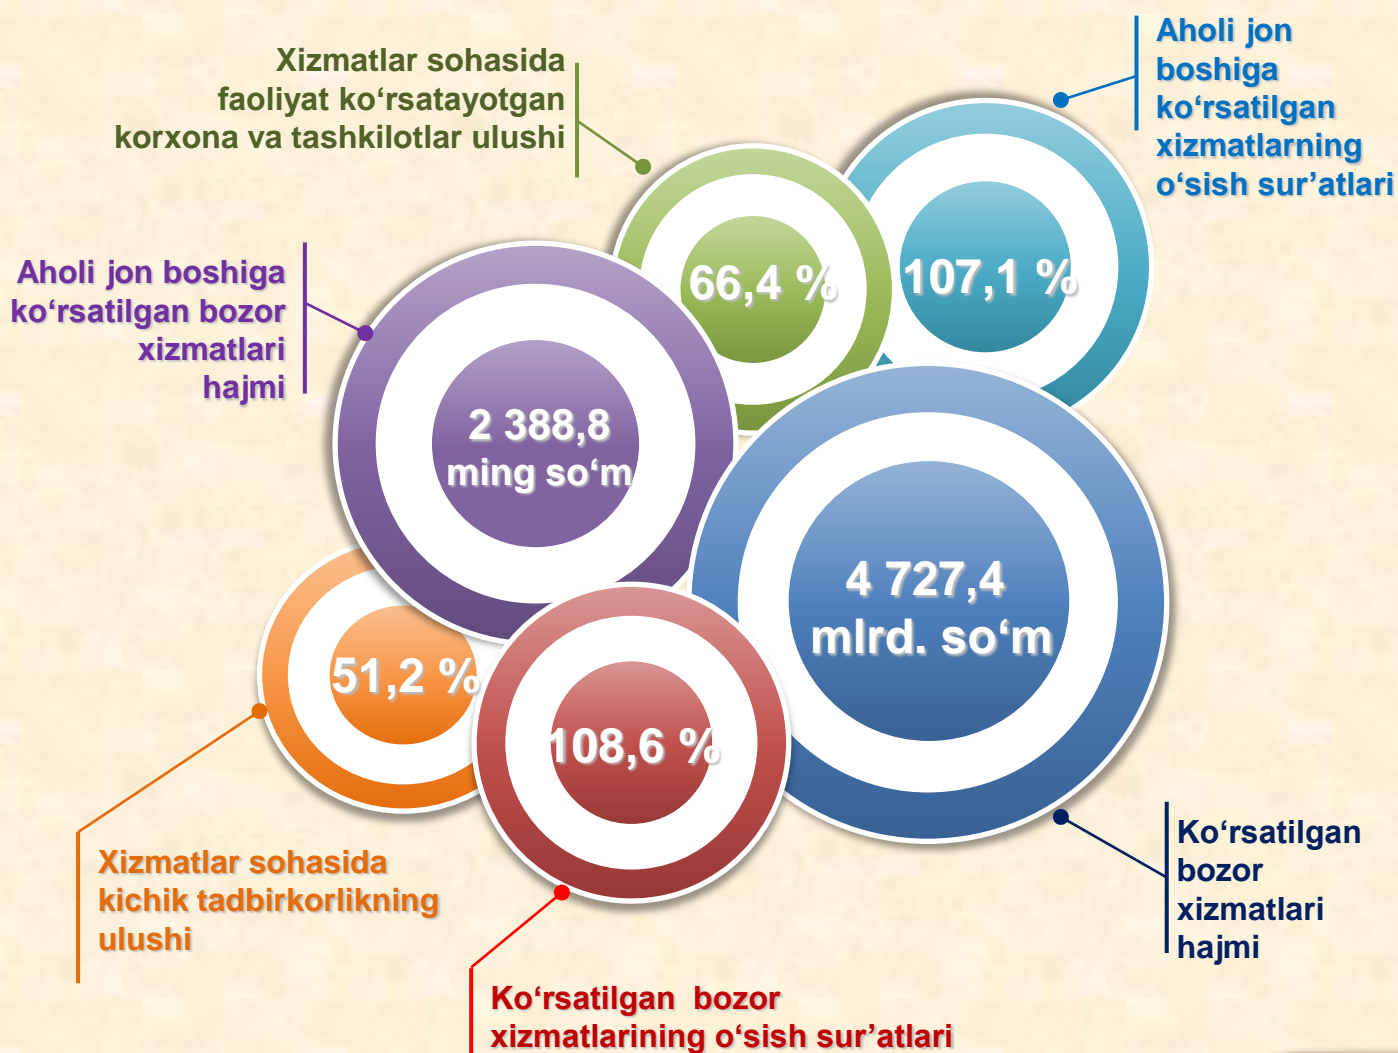 Aholi jon
boshiga
ko‘rsatilgan
xizmatlarning
o‘sish sur’atlari
Xizmatlar sohasida
faoliyat ko‘rsatayotgan
korxona va tashkilotlar ulushi
Aholi jon boshiga
ko‘rsatilgan bozor
xizmatlari
hajmi
66,4 %
107,1 %
2 388,8
ming so‘m
4 727,4
mlrd. so‘m
51,2 %
108,6 %
Xizmatlar sohasida
kichik tadbirkorlikning
ulushi
Ko‘rsatilgan
bozor
xizmatlari
hajmi
Ko‘rsatilgan bozor
xizmatlarining o‘sish sur’atlari